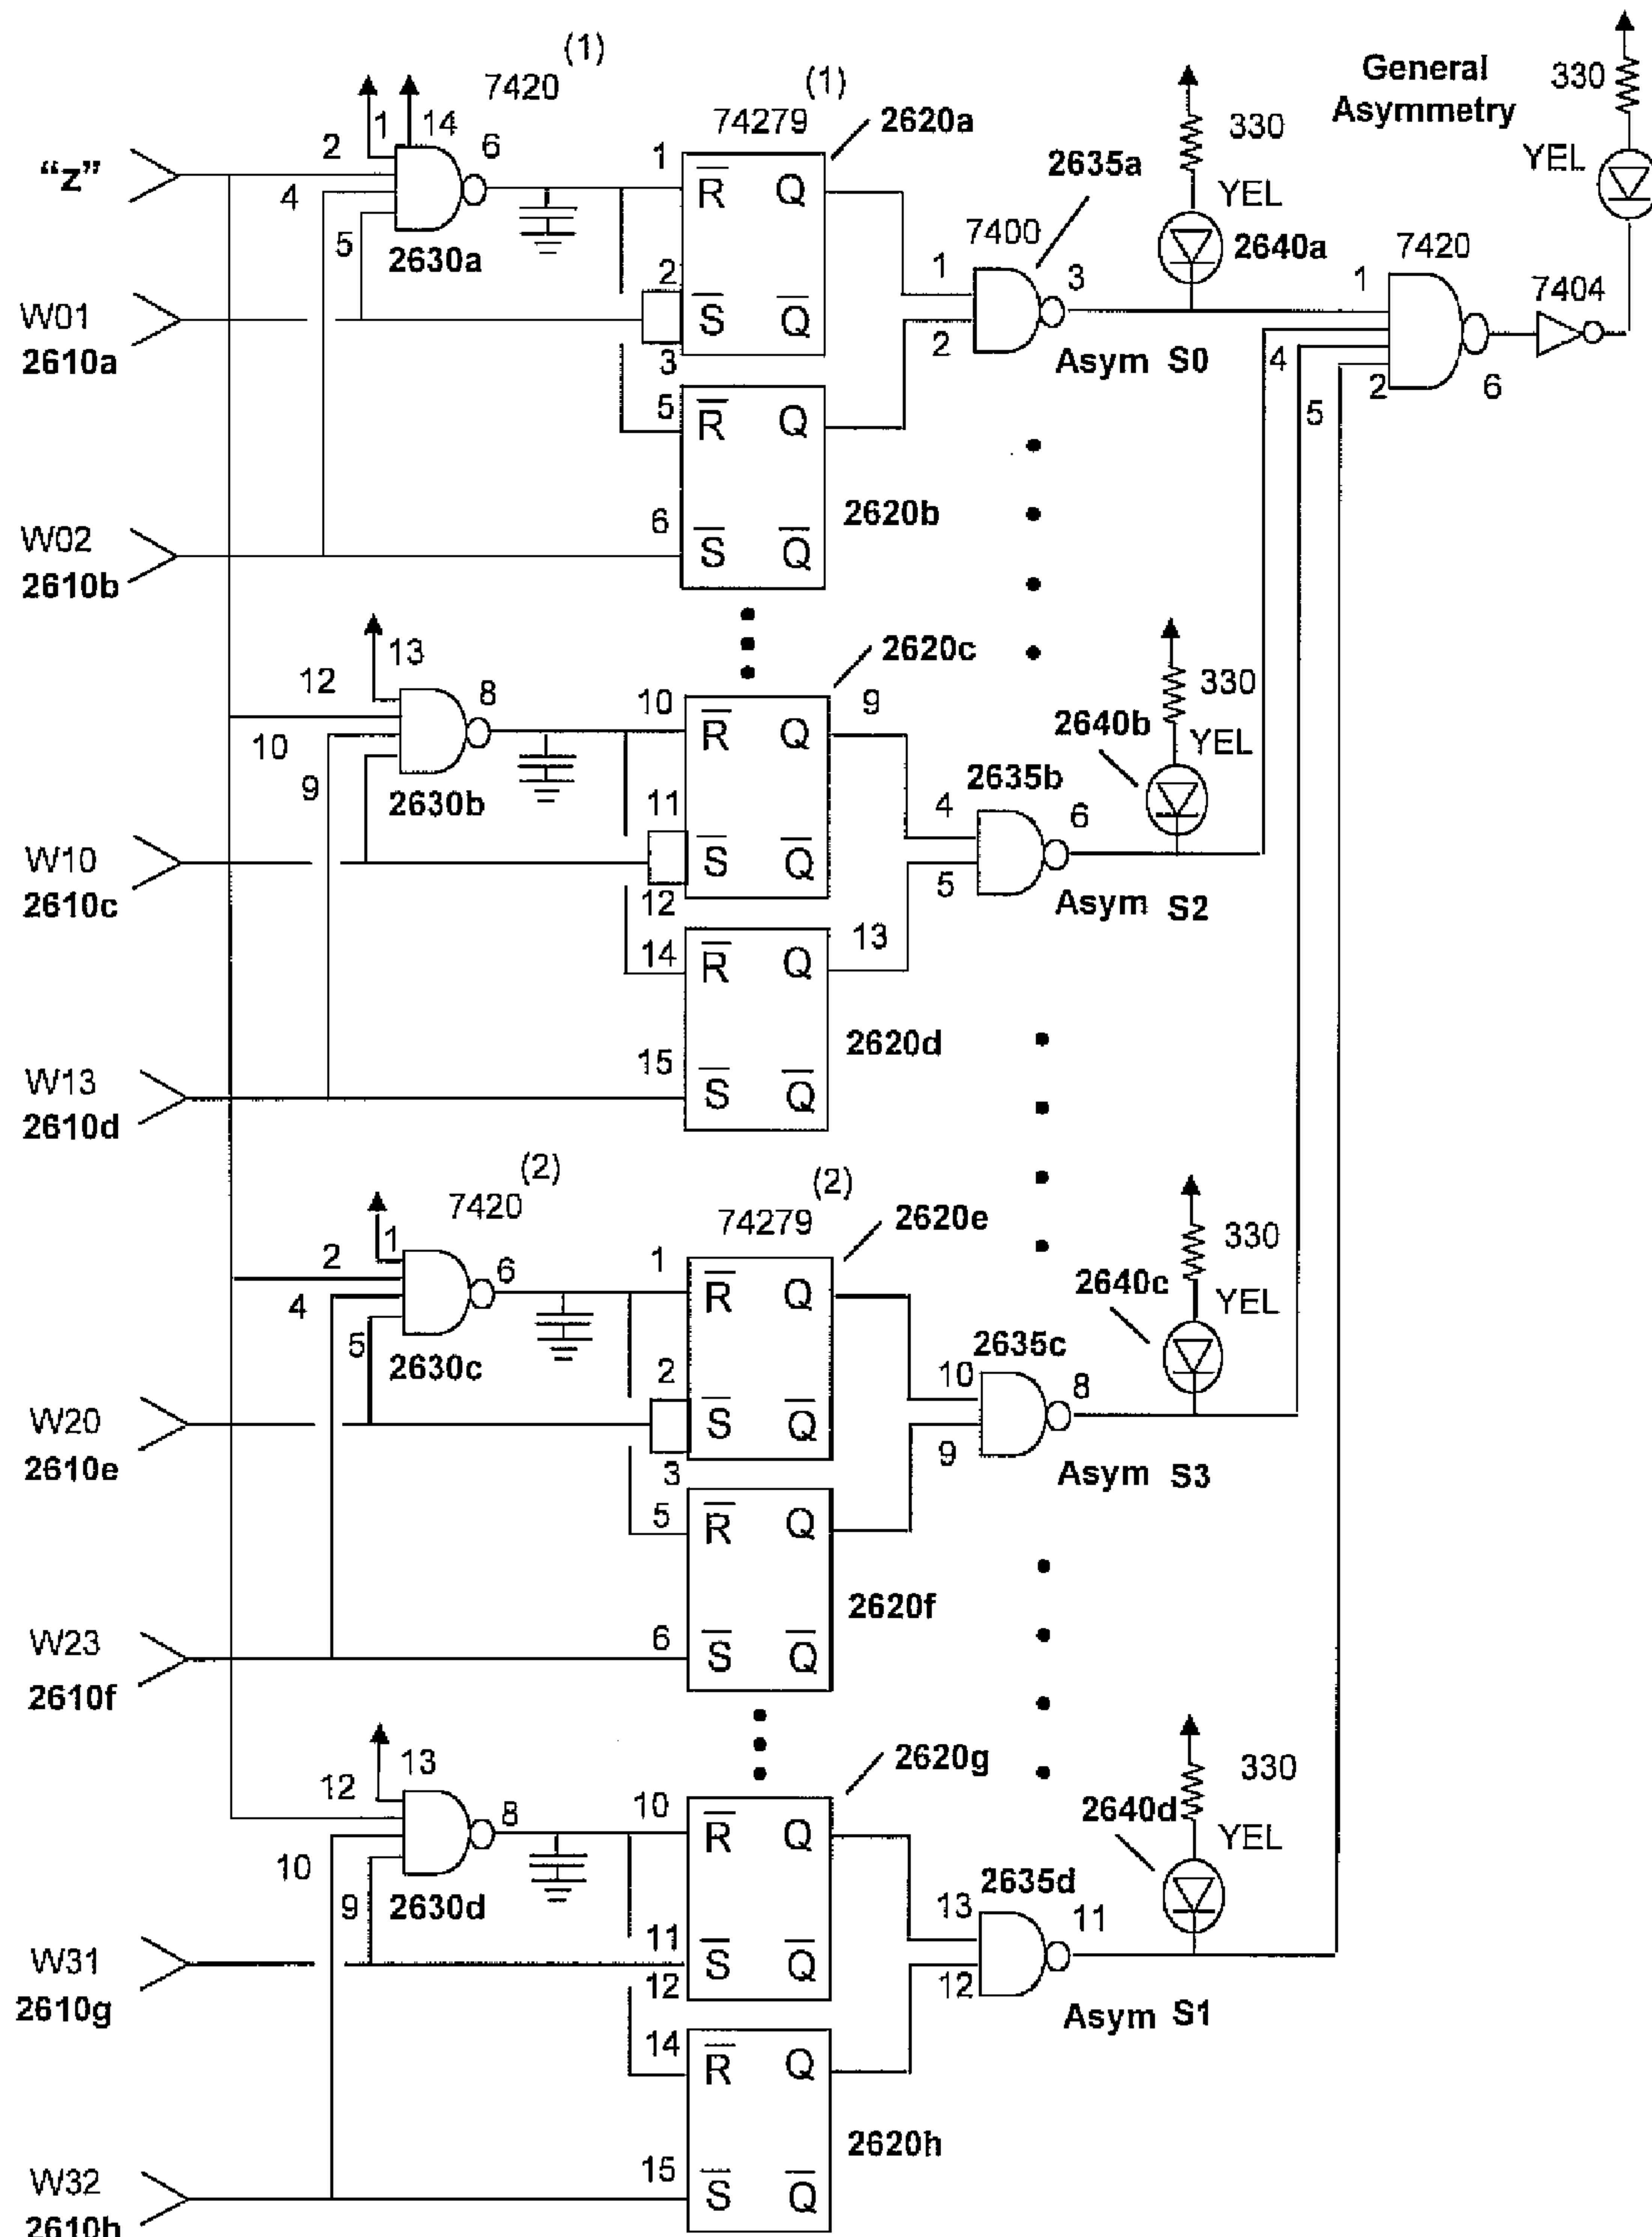 (1)
7420
1
14
2
6
"z"
4
5
2630a
W01
2610a
W02
2610b
(1)
74279
2620a
1
R Q
2
S Q
3
5
R Q
2620b
6
S Q
2635a
7400
1
3
2
Asym S0
330
YEL
2640a
General
Asymmetry
330
YEL
7420
1
4
2
5
6
7404
13
12
8
10
9
2630b
W10
2610c
W13
2610d
2620c
10
R Q
9
11
S Q
12
14
R Q
13
2620d
15
S Q
2635b
4
6
5
Asym S2
330
2640b
YEL
(2)
7420
1
2
6
4
5
2630c
W20
2610e
W23
2610f
(2)
74279
2620e
1
R Q
2
S Q
3
5
R Q
2620f
6
S Q
2635c
10
8
9
Asym S3
330
2640c
YEL
13
12
8
10
9
2630d
W31
2610g
W32
2610h
2620g
10
R Q
11
S Q
12
14
R Q
2620h
15
S Q
2635d
13
11
12
Asym S1
330
2640d
YEL